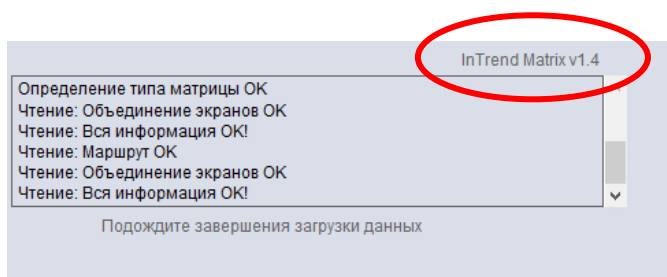 InTrend Matrix v1.4
Определение типа матрицы OK
Чтение: Объединение экранов OK
Чтение: Вся информация OK!
Чтение: Маршрут OK
Чтение: Объединение экранов OK
Чтение: Вся информация OK!
Подождите завершения загрузки данных